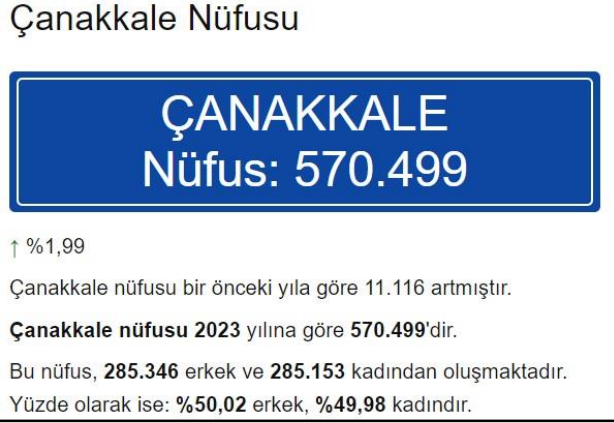 Çanakkale Nüfusu
ÇANAKKALE
Nüfus: 570.499
↑ %1,99
Çanakkale nüfusu bir önceki yıla göre 11.116 artmıştır.
Çanakkale nüfusu 2023 yılına göre 570.499'dir.
Bu nüfus, 285.346 erkek ve 285.153 kadından oluşmaktadır.
Yüzde olarak ise: %50,02 erkek, %49,98 kadındır.